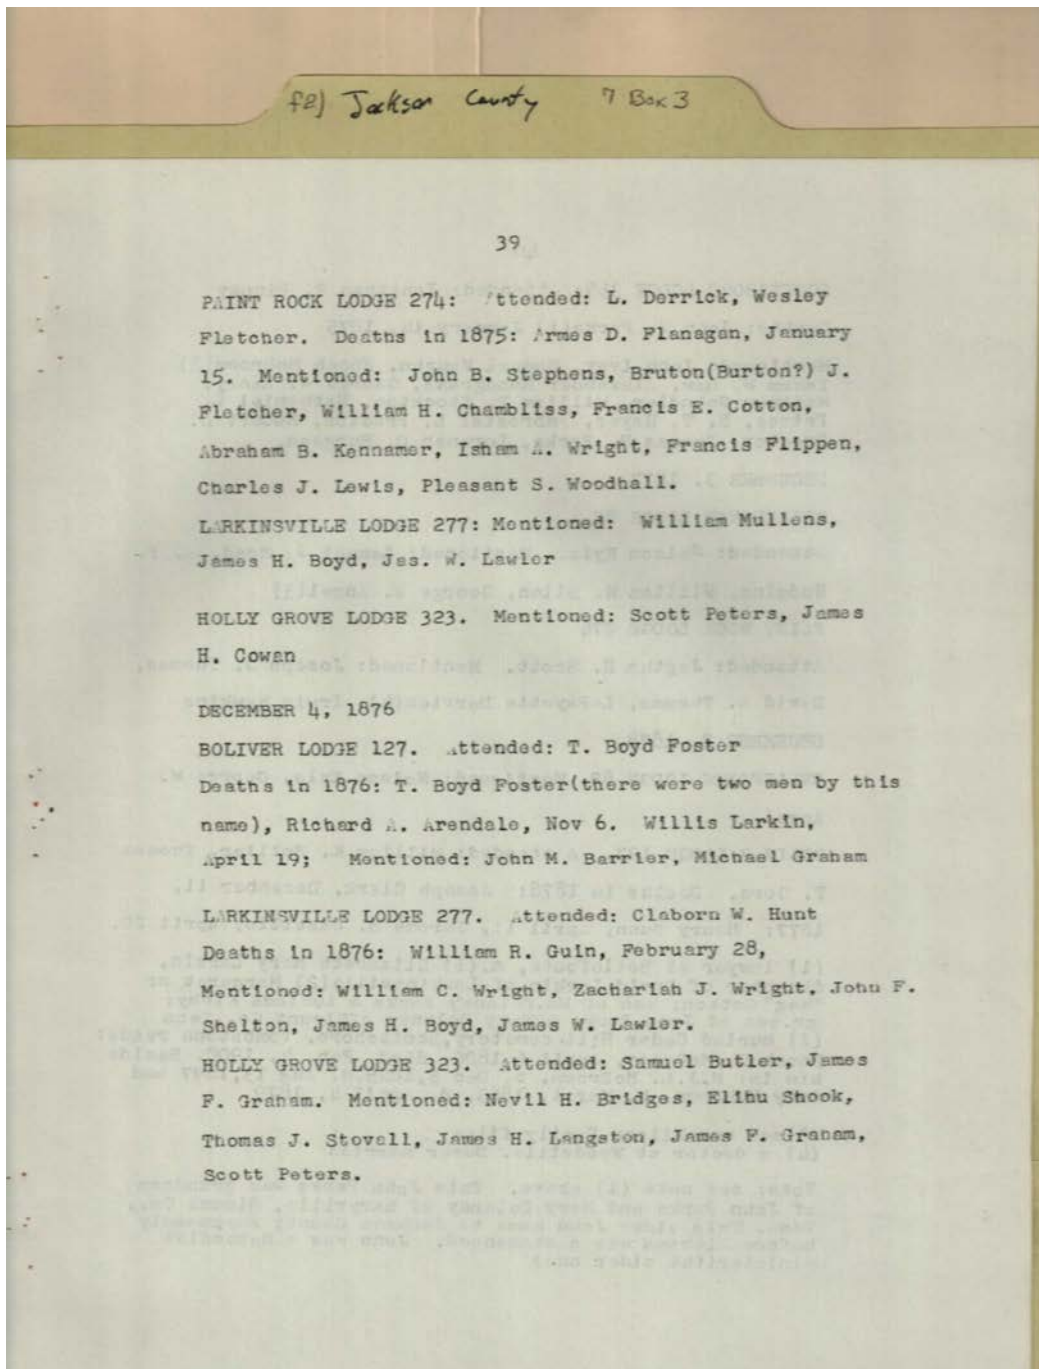 f2) Jackson County 7 Box 3
39
PAINT ROCK LODGE 274: Attended: L. Derrick, Wesley
Fletcher. Deaths in 1875: Armes D. Flanagan, January
15. Mentioned: John B. Stephens, Bruton(Burton?) J.
Fletcher, William H. Chambliss, Francis E. Cotton,
Abraham B. Kennamer, Isham A. Wright, Francis Flippen,
Charles J. Lewis, Pleasant S. Woodhall.
LARKINSVILLE LODGE 277: Mentioned: William Mullens,
James H. Boyd, Jas. W. Lawler
HOLLY GROVE LODGE 323. Mentioned: Scott Peters, James
H. Cowan
DECEMBER 4, 1876
BOLIVER LODGE 127. Attended: T. Boyd Foster
Deaths in 1876: T. Boyd Foster(there were two men by this
name), Richard A. Arendale, Nov 6. Willis Larkin,
April 19; Mentioned: John M. Barrier, Michael Graham
LARKINSVILLE LODGE 277. Attended: Claborn W. Hunt
Deaths in 1876: William R. Guin, February 28,
Mentioned: William C. Wright, Zachariah J. Wright. John F.
Shelton, James H. Boyd, James W. Lawler.
HOLLY GROVE LODGE 323. Attended: Samuel Butler, James
F. Graham. Mentioned: Nevil H. Bridges, Elihu Shook,
Thomas J. Stovall, James H. Langston, James F. Graham,
Scott Peters.